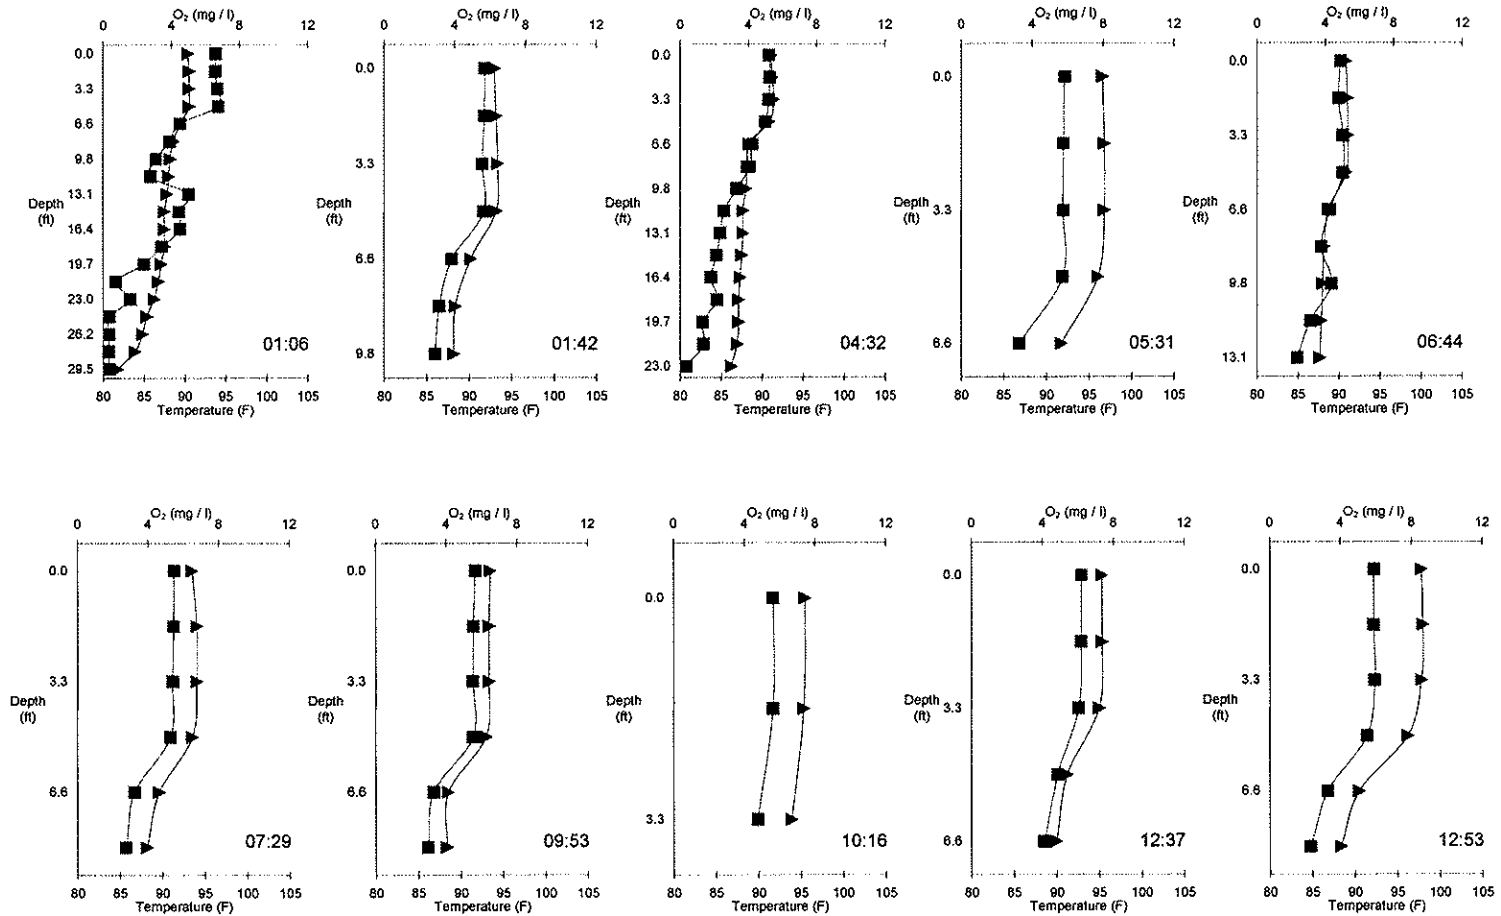 O₂ (mg / l)
0 4 8 12
0.0
3.3
6.6
9.8
13.1
16.4
19.7
23.0
26.2
29.5
Depth
(ft)
01:06
80 85 90 95 100 105
Temperature (F)
O₂ (mg / l)
0 4 8 12
0.0
3.3
6.6
9.8
Depth
(ft)
01:42
80 85 90 95 100 105
Temperature (F)
O₂ (mg / l)
0 4 8 12
0.0
3.3
6.6
9.8
13.1
16.4
19.7
23.0
Depth
(ft)
04:32
80 85 90 95 100 105
Temperature (F)
O₂ (mg / l)
0 4 8 12
0.0
3.3
6.6
Depth
(ft)
05:31
80 85 90 95 100 105
Temperature (F)
O₂ (mg / l)
0 4 8 12
0.0
3.3
6.6
9.8
13.1
Depth
(ft)
06:44
80 85 90 95 100 105
Temperature (F)
O₂ (mg / l)
0 4 8 12
0.0
3.3
6.6
Depth
(ft)
07:29
80 85 90 95 100 105
Temperature (F)
O₂ (mg / l)
0 4 8 12
0.0
3.3
6.6
Depth
(ft)
09:53
80 85 90 95 100 105
Temperature (F)
O₂ (mg / l)
0 4 8 12
0.0
3.3
Depth
(ft)
10:16
80 85 90 95 100 105
Temperature (F)
O₂ (mg / l)
0 4 8 12
0.0
3.3
6.6
Depth
(ft)
12:37
80 85 90 95 100 105
Temperature (F)
O₂ (mg / l)
0 4 8 12
0.0
3.3
6.6
Depth
(ft)
12:53
80 85 90 95 100 105
Temperature (F)